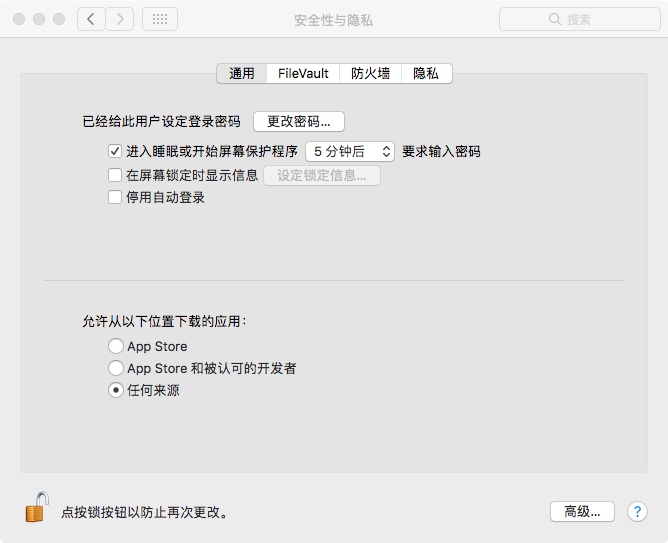 安全性与隐私
搜索
通用 FileVault 防火墙 隐私
已经给此用户设定登录密码 更改密码...
进入睡眠或开始屏幕保护程序 5 分钟后 要求输入密码
在屏幕锁定时显示信息 设定锁定信息...
停用自动登录
允许从以下位置下载的应用：
App Store
App Store 和被认可的开发者
任何来源
点按锁按钮以防止再次更改。
高级... ?